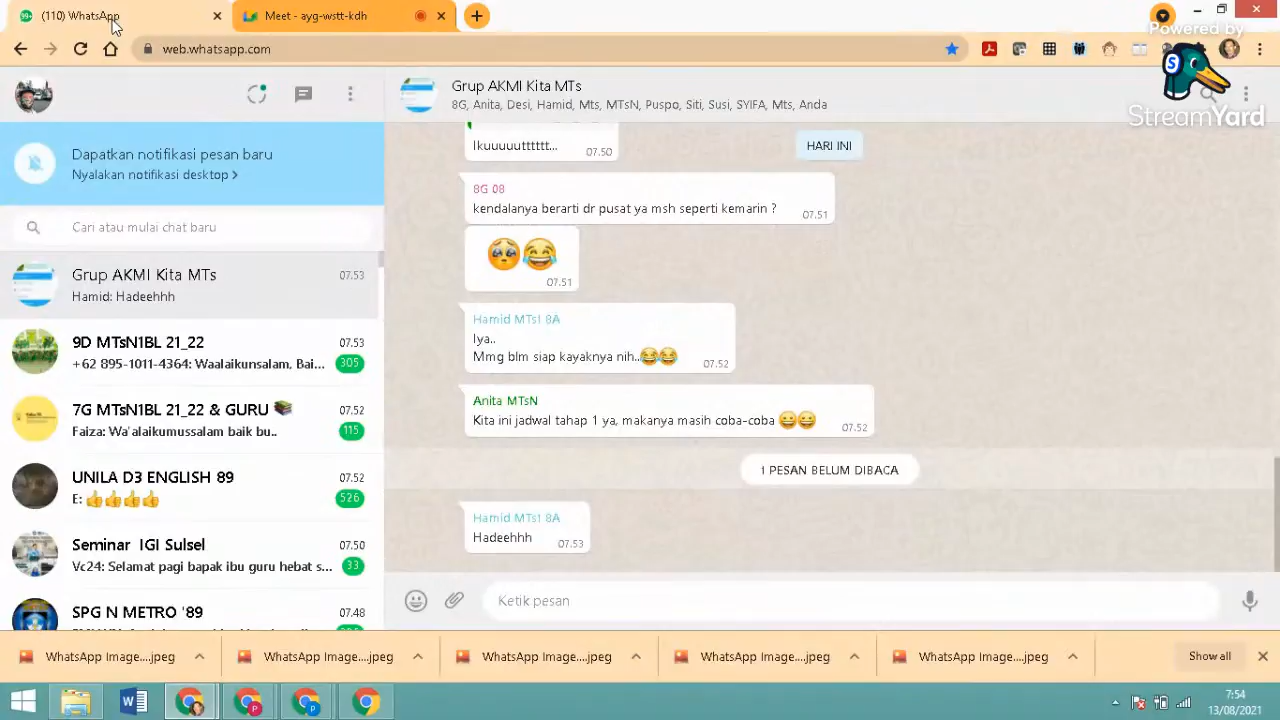 (110) WhatsApp
Meet - ayg-wstt-kdh
Powered by
web.whatsapp.com
StreamYard
Grup AKMI Kita MTs
8G, Anita, Desi, Hamid, Mts, MTsN, Puspo, Siti, Susi, SYIFA, Mts, Anda
Dapatkan notifikasi pesan baru
Nyalakan notifikasi desktop >
Cari atau mulai chat baru
Grup AKMI Kita MTs 07.53
Hamid: Hadeehhh
9D MTsN1BL 21_22 07.53
+62 895-1011-4364: Waalaikunsalam, Bai... 305
7G MTsN1BL 21_22 & GURU 📚 07.52
Faiza: Wa'alaikumussalam baik bu.. 115
UNILA D3 ENGLISH 89 07.52
E: 👍👍👍👍 526
Seminar IGI Sulsel 07.50
Vc24: Selamat pagi bapak ibu guru hebat s... 33
SPG N METRO '89 07.48
Ikuuuuutttttt... 07.50
HARI INI
8G 08
kendalanya berarti dr pusat ya msh seperti kemarin ? 07.51
🥹😂 07.51
Hamid MTs1 8A
Iya..
Mmg blm siap kayaknya nih..😂😂 07.52
Anita MTsN
Kita ini jadwal tahap 1 ya, makanya masih coba-coba 😄😄 07.52
1 PESAN BELUM DIBACA
Hamid MTs1 8A
Hadeehhh 07.53
Ketik pesan
WhatsApp Image....jpeg
WhatsApp Image....jpeg
WhatsApp Image....jpeg
WhatsApp Image....jpeg
WhatsApp Image....jpeg
Show all
7:54
13/08/2021